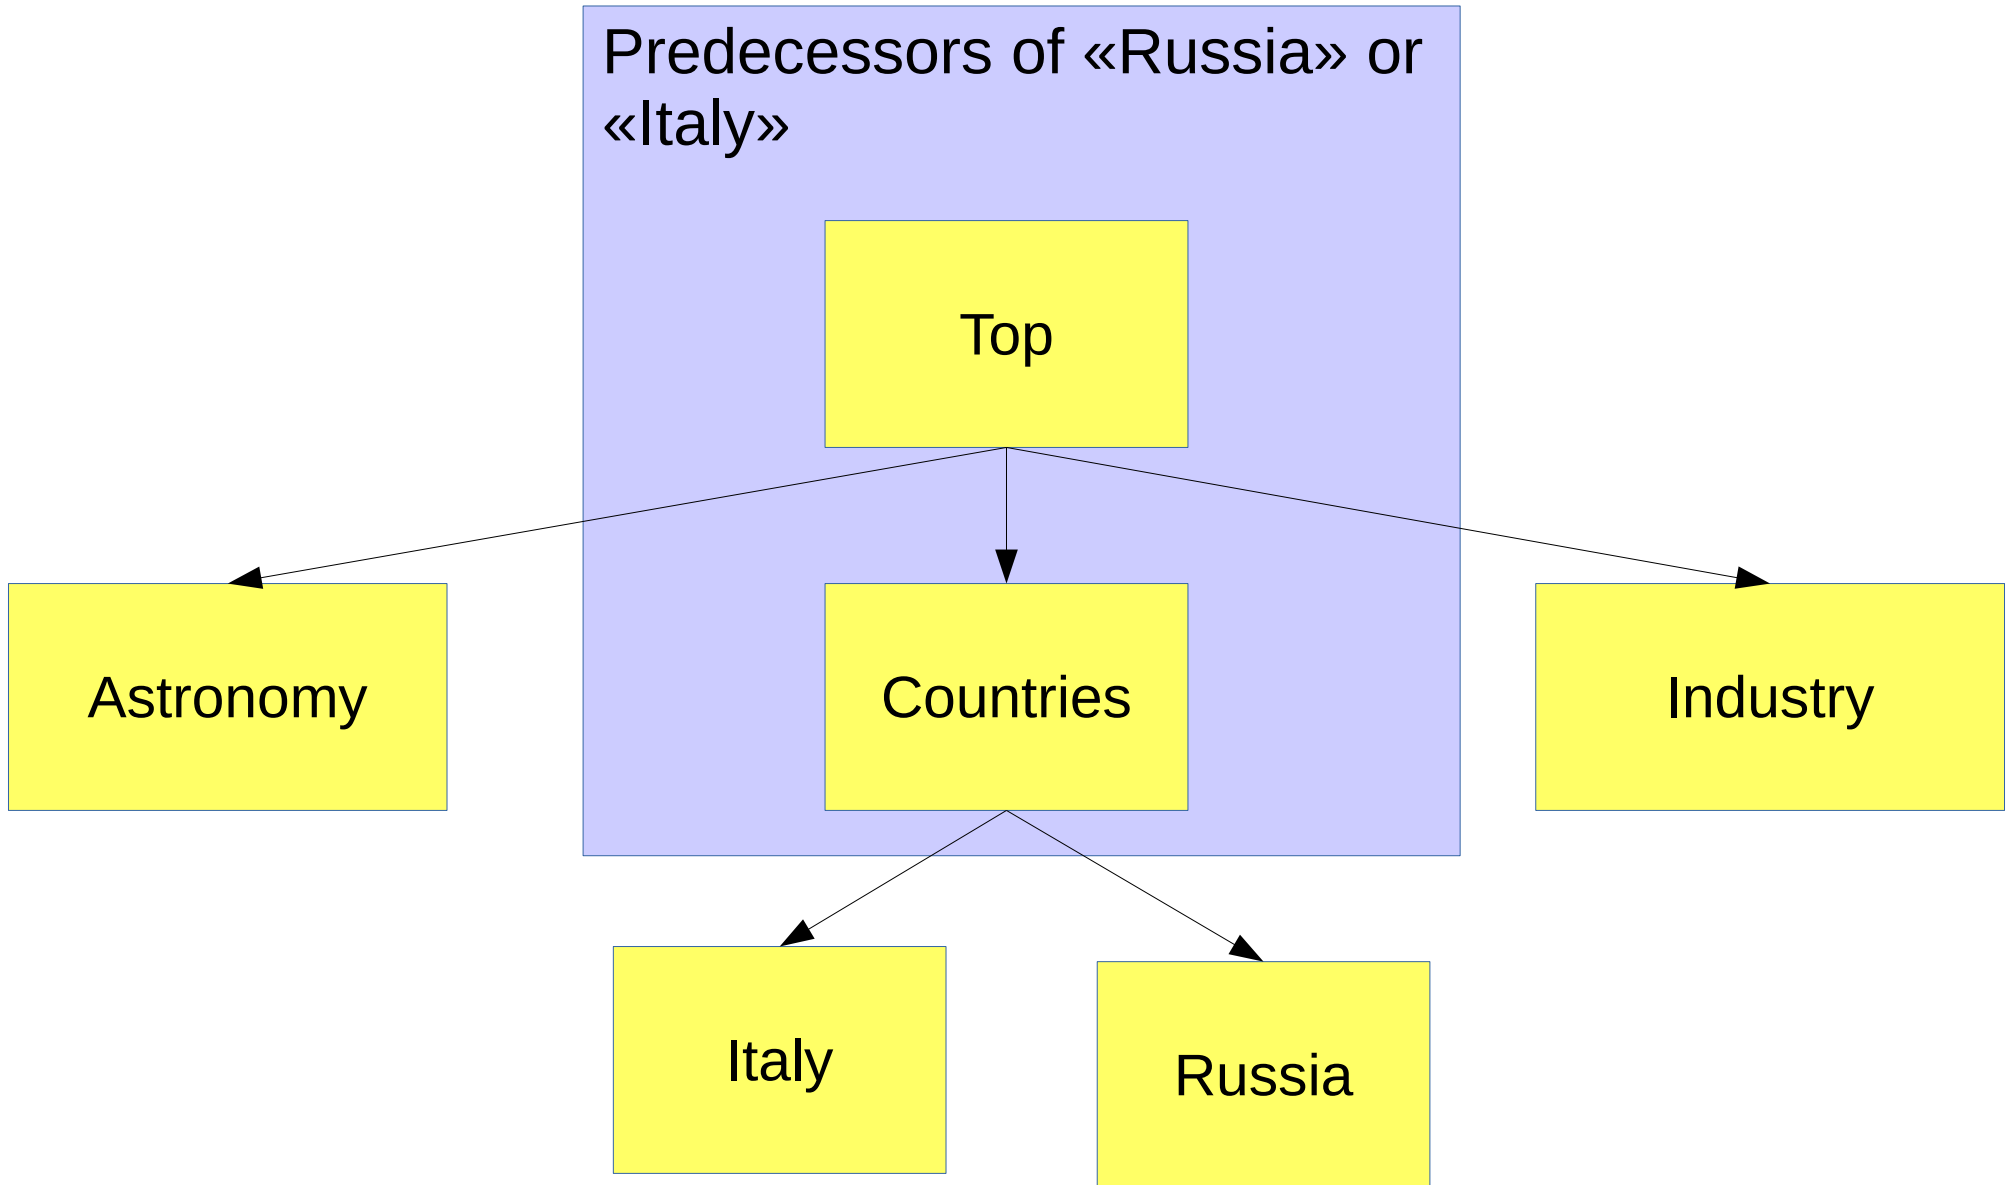 Predecessors of «Russia» or
«Italy»
Top
Astronomy
Countries
Industry
Italy
Russia